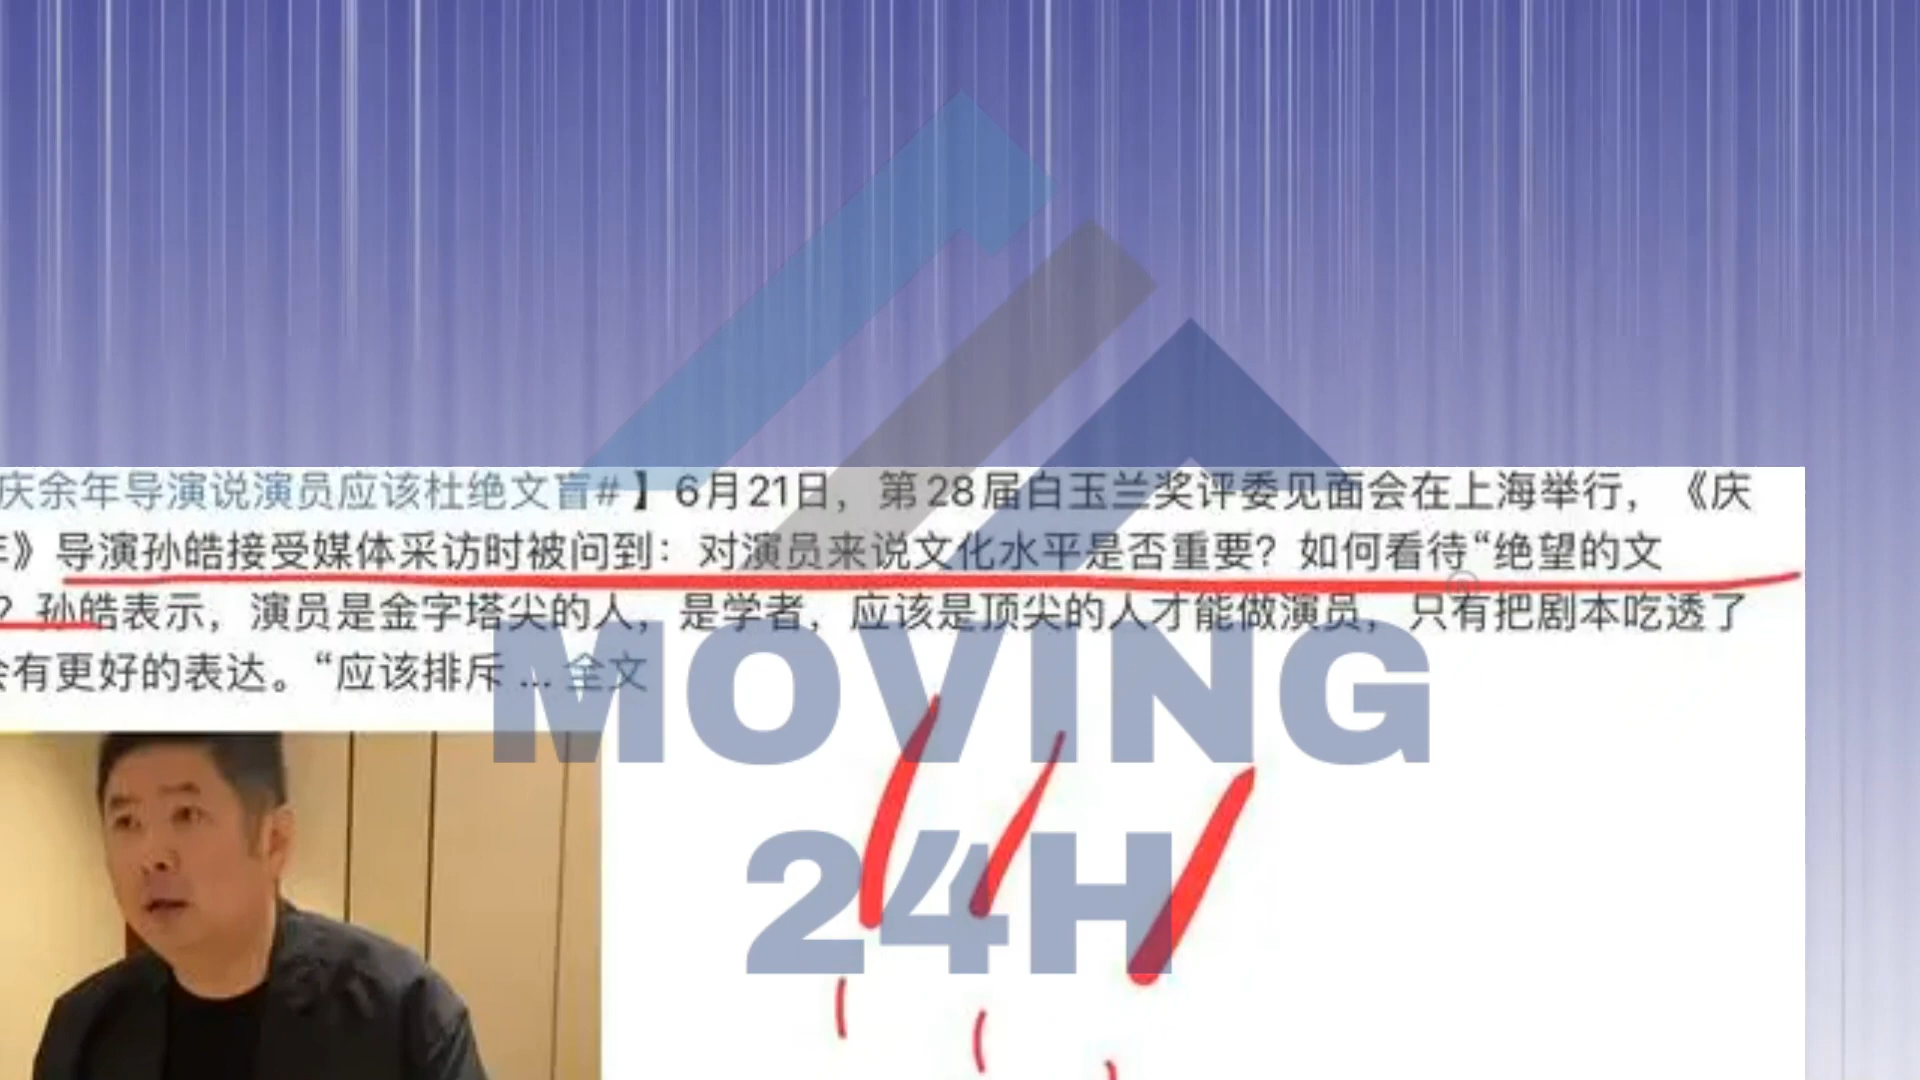 庆余年导演说演员应该杜绝文盲#】6月21日，第28届白玉兰奖评委见面会在上海举行，《庆
》导演孙皓接受媒体采访时被问到：对演员来说文化水平是否重要？如何看待“绝望的文
？孙皓表示，演员是金字塔尖的人，是学者，应该是顶尖的人才能做演员，只有把剧本吃透了
有更好的表达。“应该排斥 ... 全文
MOVING
24H